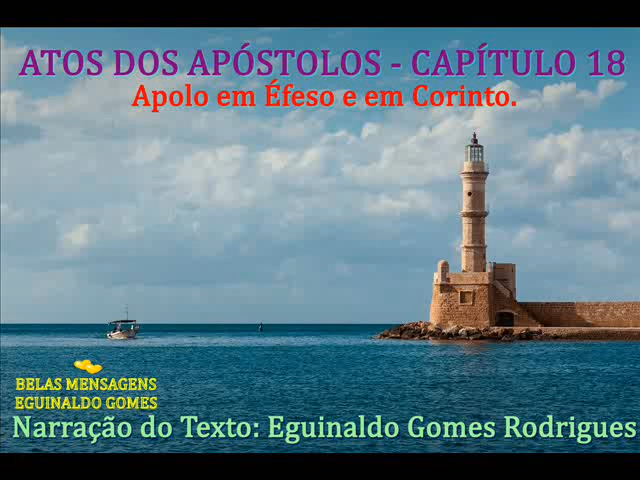 ATOS DOS APÓSTOLOS - CAPÍTULO 18
Apolo em Éfeso e em Corinto.
BELAS MENSAGENS
EGUINALDO GOMES
Narração do Texto: Eguinaldo Gomes Rodrigues